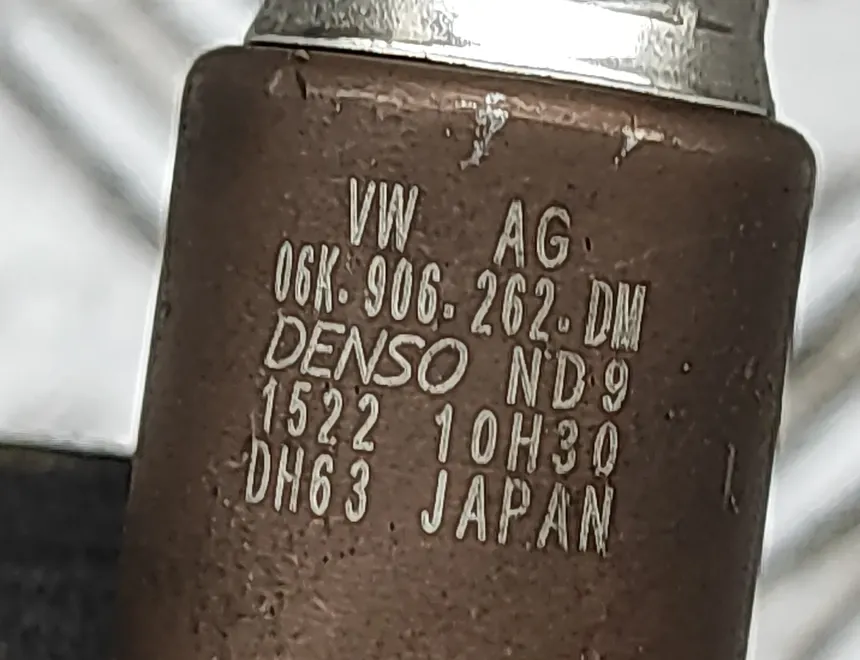 VW AG
06K.906.262.DM
DENSO ND9
1522 10H30
DH63 JAPAN